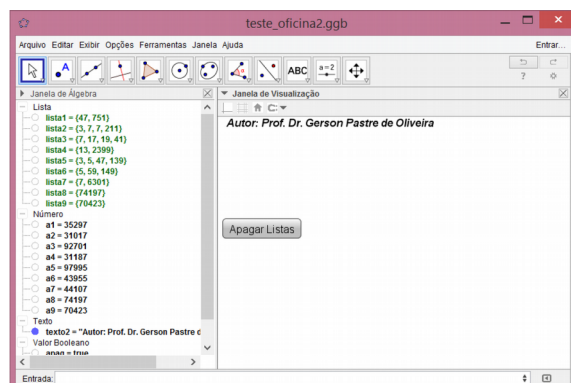 teste_oficina2.ggb
Arquivo Editar Exibir Opções Ferramentas Janela Ajuda
Entrar...
A
ABC
a=2
?
Janela de Álgebra
Janela de Visualização
C:
Lista
lista1 = {47, 751}
lista2 = {3, 7, 7, 211}
lista3 = {7, 17, 19, 41}
lista4 = {13, 2399}
lista5 = {3, 5, 47, 139}
lista6 = {5, 59, 149}
lista7 = {7, 6301}
lista8 = {74197}
lista9 = {70423}
Número
a1 = 35297
a2 = 31017
a3 = 92701
a4 = 31187
a5 = 97995
a6 = 43955
a7 = 44107
a8 = 74197
a9 = 70423
Texto
texto2 = "Autor: Prof. Dr. Gerson Pastre d
Valor Booleano
apag = true
Autor: Prof. Dr. Gerson Pastre de Oliveira
Apagar Listas
Entrada: